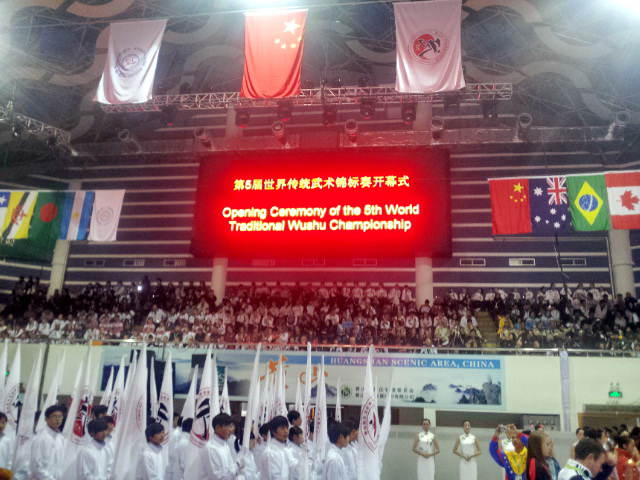 第5届世界传统武术锦标赛开幕式
Opening Ceremony of the 5th World
Traditional Wushu Championship
HUANGSHAN SCENIC AREA, CHINA